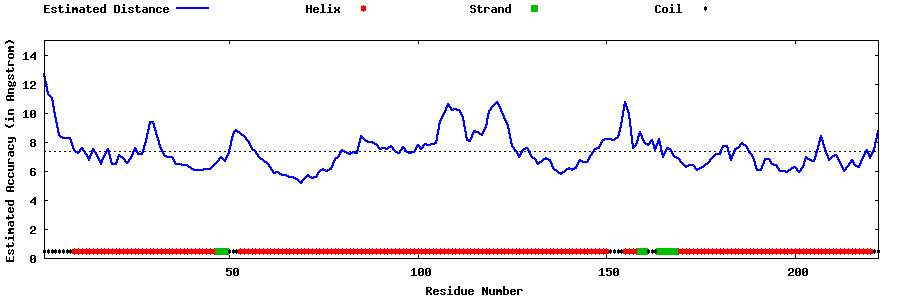 Estimated Distance Helix Strand Coil
Estimated Accuracy (in Angstrom)
14
12
10
8
6
4
2
0
50 100 150 200
Residue Number